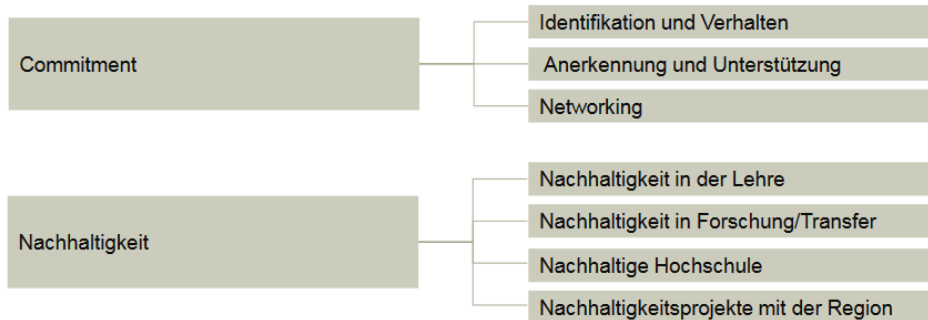 Commitment
Identifikation und Verhalten
Anerkennung und Unterstützung
Networking
Nachhaltigkeit
Nachhaltigkeit in der Lehre
Nachhaltigkeit in Forschung/Transfer
Nachhaltige Hochschule
Nachhaltigkeitsprojekte mit der Region